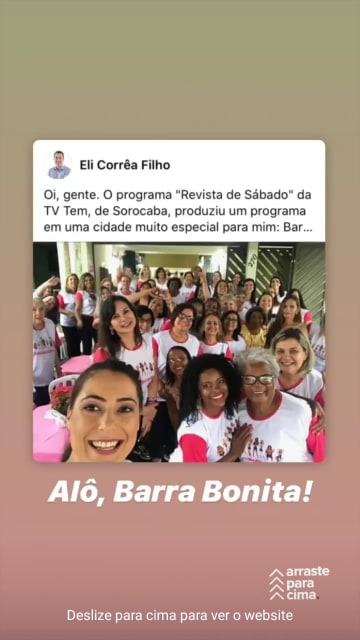 Eli Corrêa Filho
Oi, gente. O programa "Revista de Sábado" da
TV Tem, de Sorocaba, produziu um programa
em uma cidade muito especial para mim: Bar...
Alô, Barra Bonita!
arraste
para
cima.
Deslize para cima para ver o website